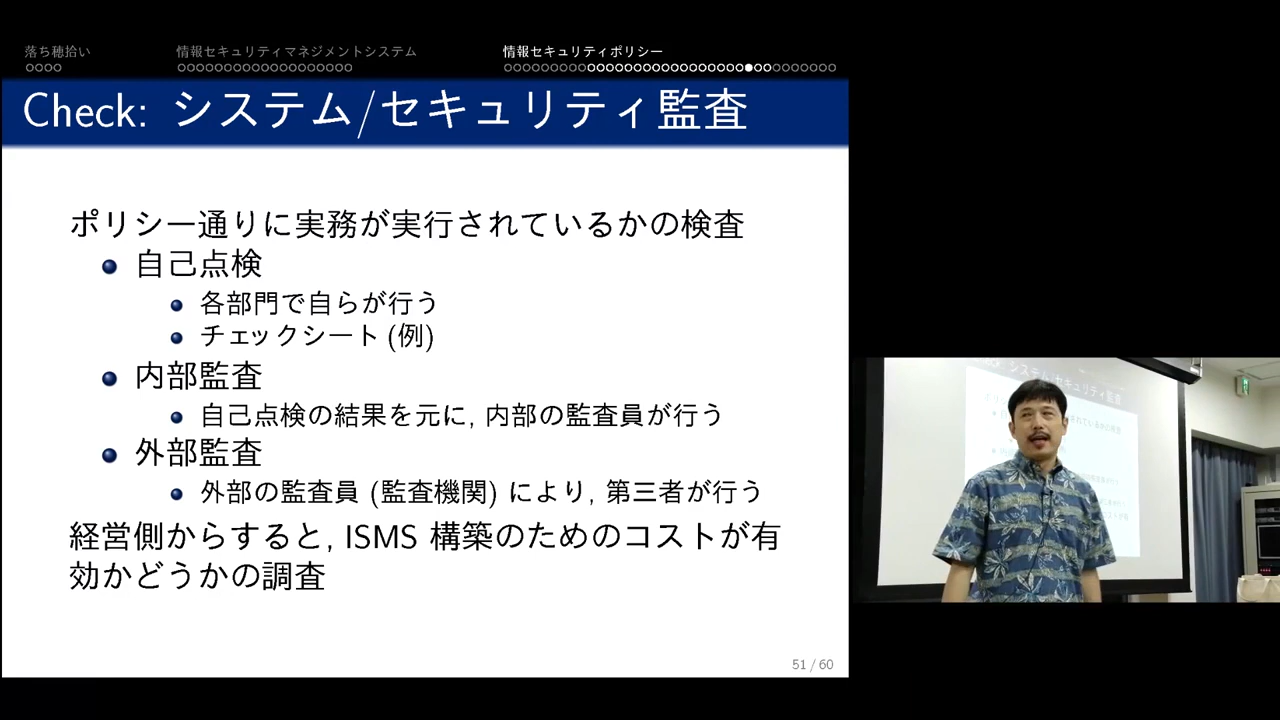 落ち穂拾い 情報セキュリティマネジメントシステム 情報セキュリティポリシー
Check: システム/セキュリティ監査
ポリシー通りに実務が実行されているかの検査
自己点検
各部門で自らが行う
チェックシート (例)
内部監査
自己点検の結果を元に, 内部の監査員が行う
外部監査
外部の監査員 (監査機関) により, 第三者が行う
経営側からすると, ISMS 構築のためのコストが有
効かどうかの調査
51 / 60